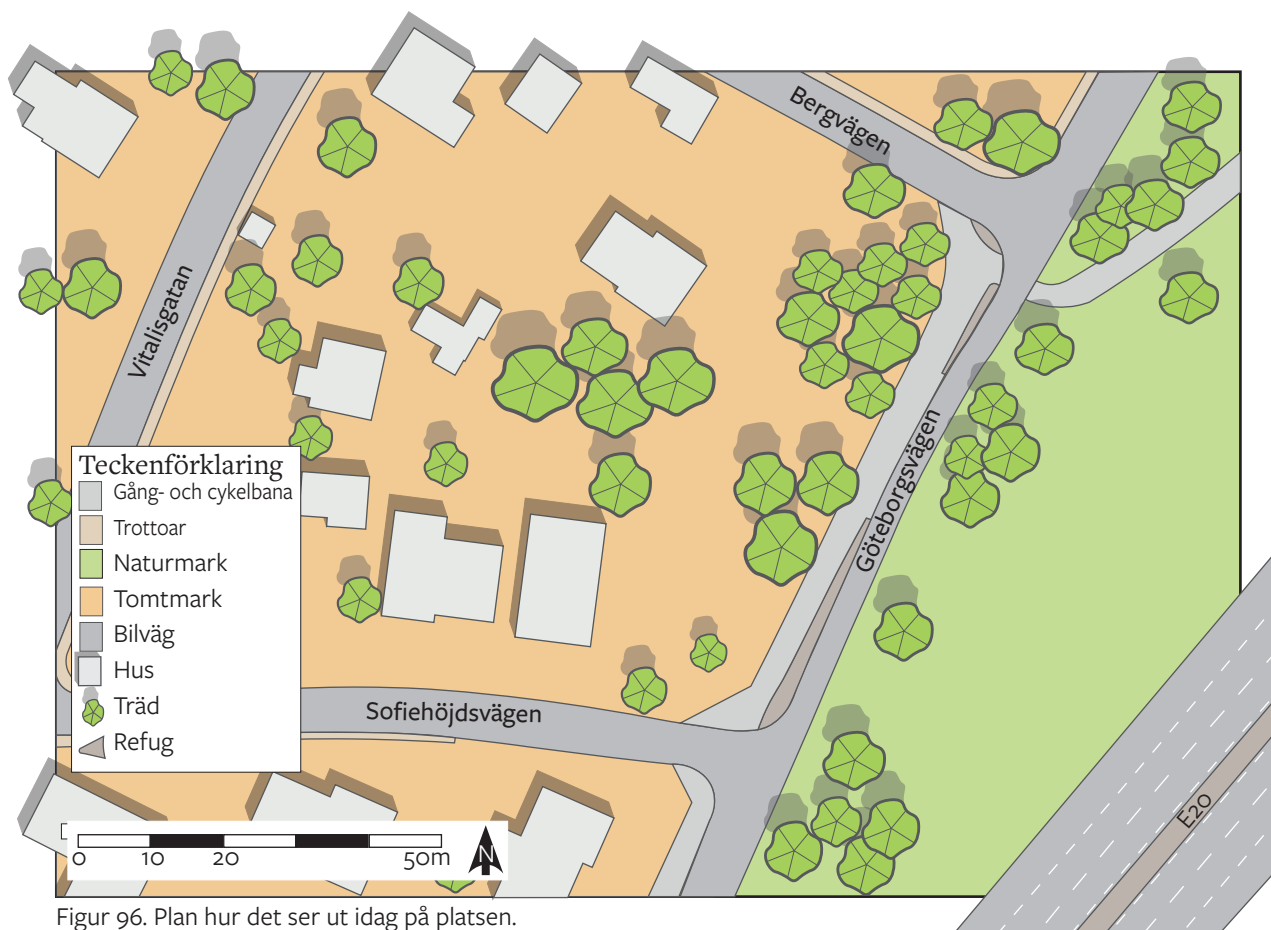 Bergvägen
Vitalisgatan
Göteborgsvägen
Teckenförklaring
Gång- och cykelbana
Trottoar
Naturmark
Tomtmark
Bilväg
Hus
Träd
Refug
Sofiehöjdsvägen
E20
0 10 20 50m
N
Figur 96. Plan hur det ser ut idag på platsen.